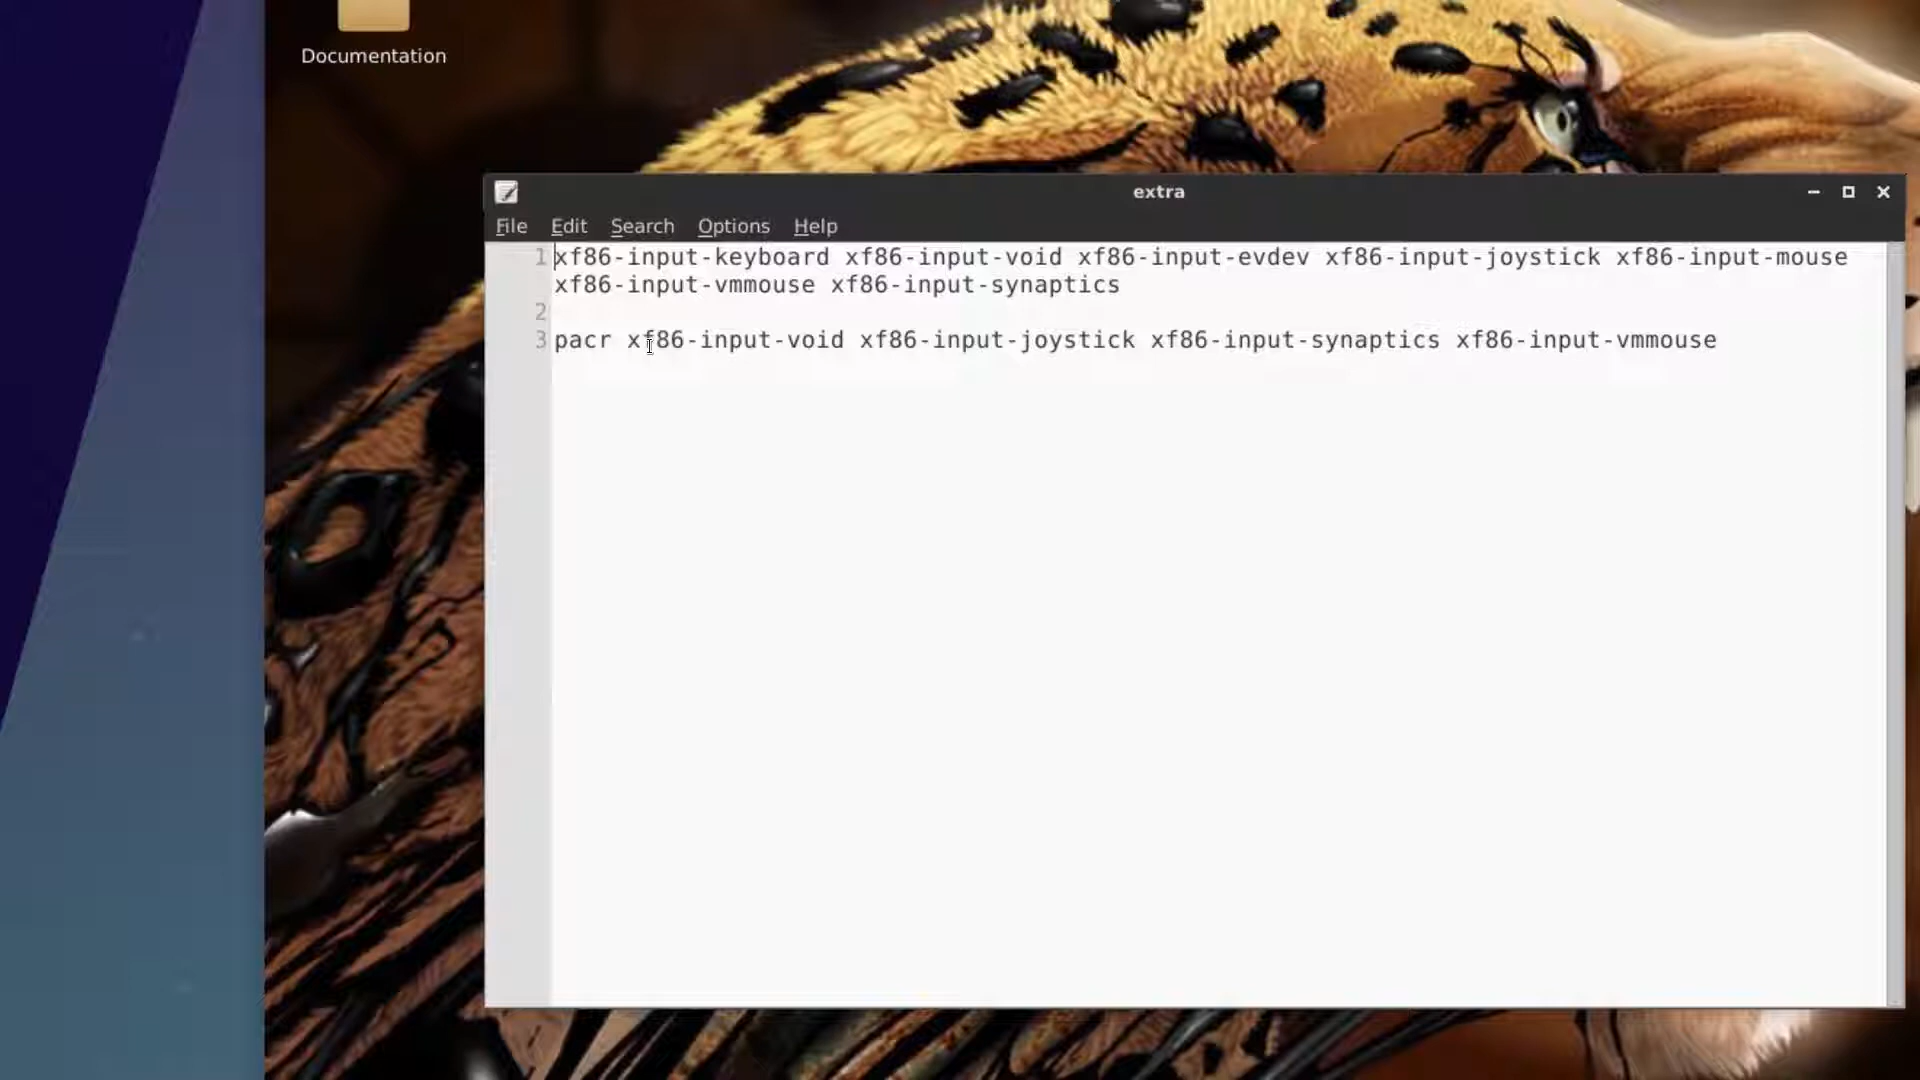 Documentation
extra
File Edit Search Options Help
1 xf86-input-keyboard xf86-input-void xf86-input-evdev xf86-input-joystick xf86-input-mouse
xf86-input-vmmouse xf86-input-synaptics
2
3 pacr xf86-input-void xf86-input-joystick xf86-input-synaptics xf86-input-vmmouse